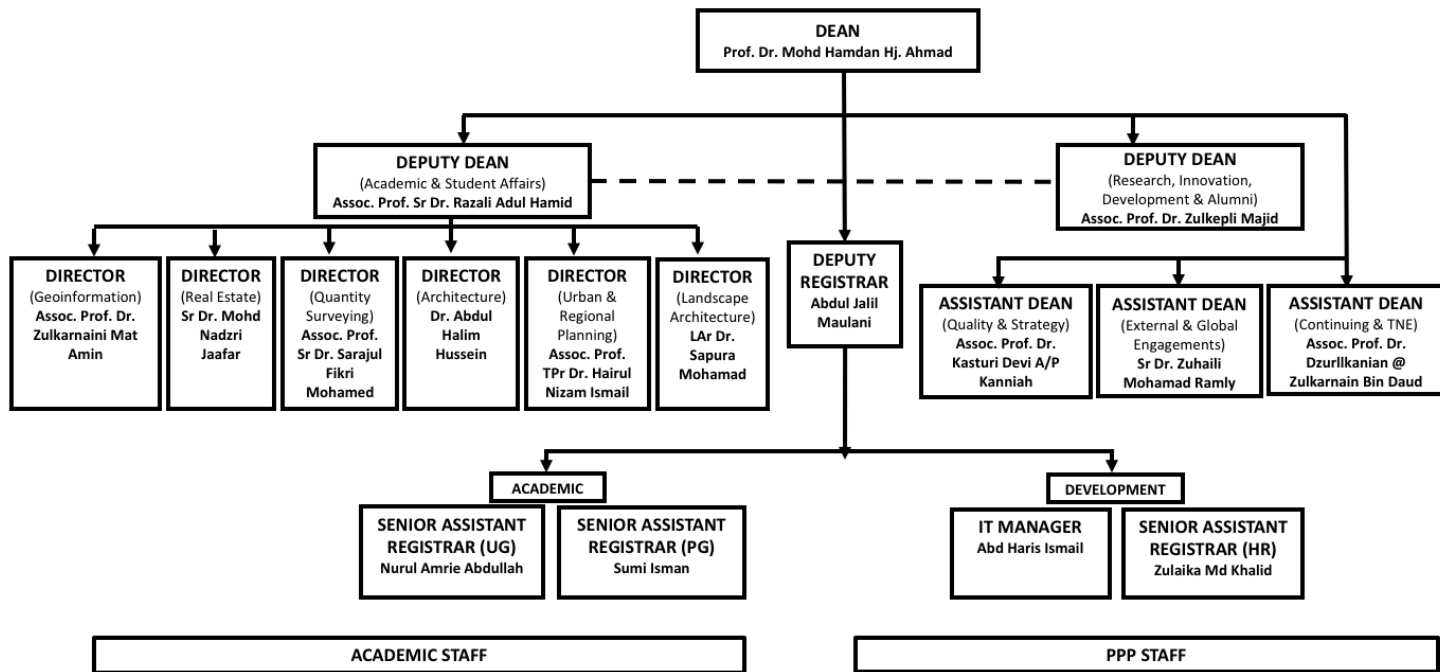 DEAN
Prof. Dr. Mohd Hamdan Hj. Ahmad
DEPUTY DEAN
(Academic & Student Affairs)
Assoc. Prof. Sr Dr. Razali Adul Hamid
DEPUTY DEAN
(Research, Innovation,
Development & Alumni)
Assoc. Prof. Dr. Zulkepli Majid
DIRECTOR
(Geoinformation)
Assoc. Prof. Dr.
Zulkarnaini Mat
Amin
DIRECTOR
(Real Estate)
Sr Dr. Mohd
Nadzri
Jaafar
DIRECTOR
(Quantity
Surveying)
Assoc. Prof.
Sr Dr. Sarajul
Fikri
Mohamed
DIRECTOR
(Architecture)
Dr. Abdul
Halim
Hussein
DIRECTOR
(Urban &
Regional
Planning)
Assoc. Prof.
TPr Dr. Hairul
Nizam Ismail
DIRECTOR
(Landscape
Architecture)
LAr Dr.
Sapura
Mohamad
DEPUTY
REGISTRAR
Abdul Jalil
Maulani
ASSISTANT DEAN
(Quality & Strategy)
Assoc. Prof. Dr.
Kasturi Devi A/P
Kanniah
ASSISTANT DEAN
(External & Global
Engagements)
Sr Dr. Zuhaili
Mohamad Ramly
ASSISTANT DEAN
(Continuing & TNE)
Assoc. Prof. Dr.
Dzurllkanian @
Zulkarnain Bin Daud
ACADEMIC
SENIOR ASSISTANT
REGISTRAR (UG)
Nurul Amrie Abdullah
SENIOR ASSISTANT
REGISTRAR (PG)
Sumi Isman
DEVELOPMENT
IT MANAGER
Abd Haris Ismail
SENIOR ASSISTANT
REGISTRAR (HR)
Zulaika Md Khalid
ACADEMIC STAFF
PPP STAFF